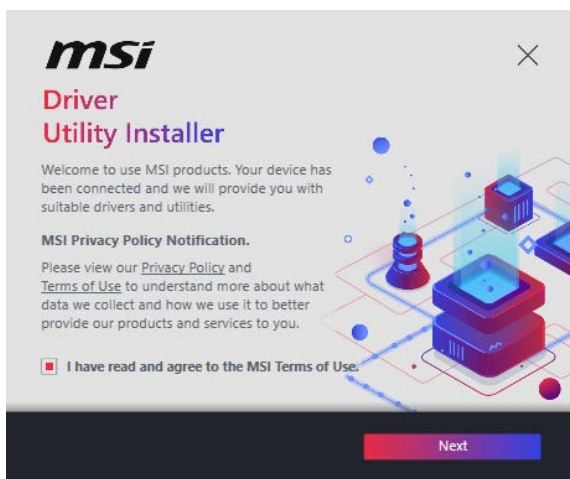 msi
Driver
Utility Installer
Welcome to use MSI products. Your device has
been connected and we will provide you with
suitable drivers and utilities.
MSI Privacy Policy Notification.
Please view our Privacy Policy and
Terms of Use to understand more about what
data we collect and how we use it to better
provide our products and services to you.
I have read and agree to the MSI Terms of Use.
Next